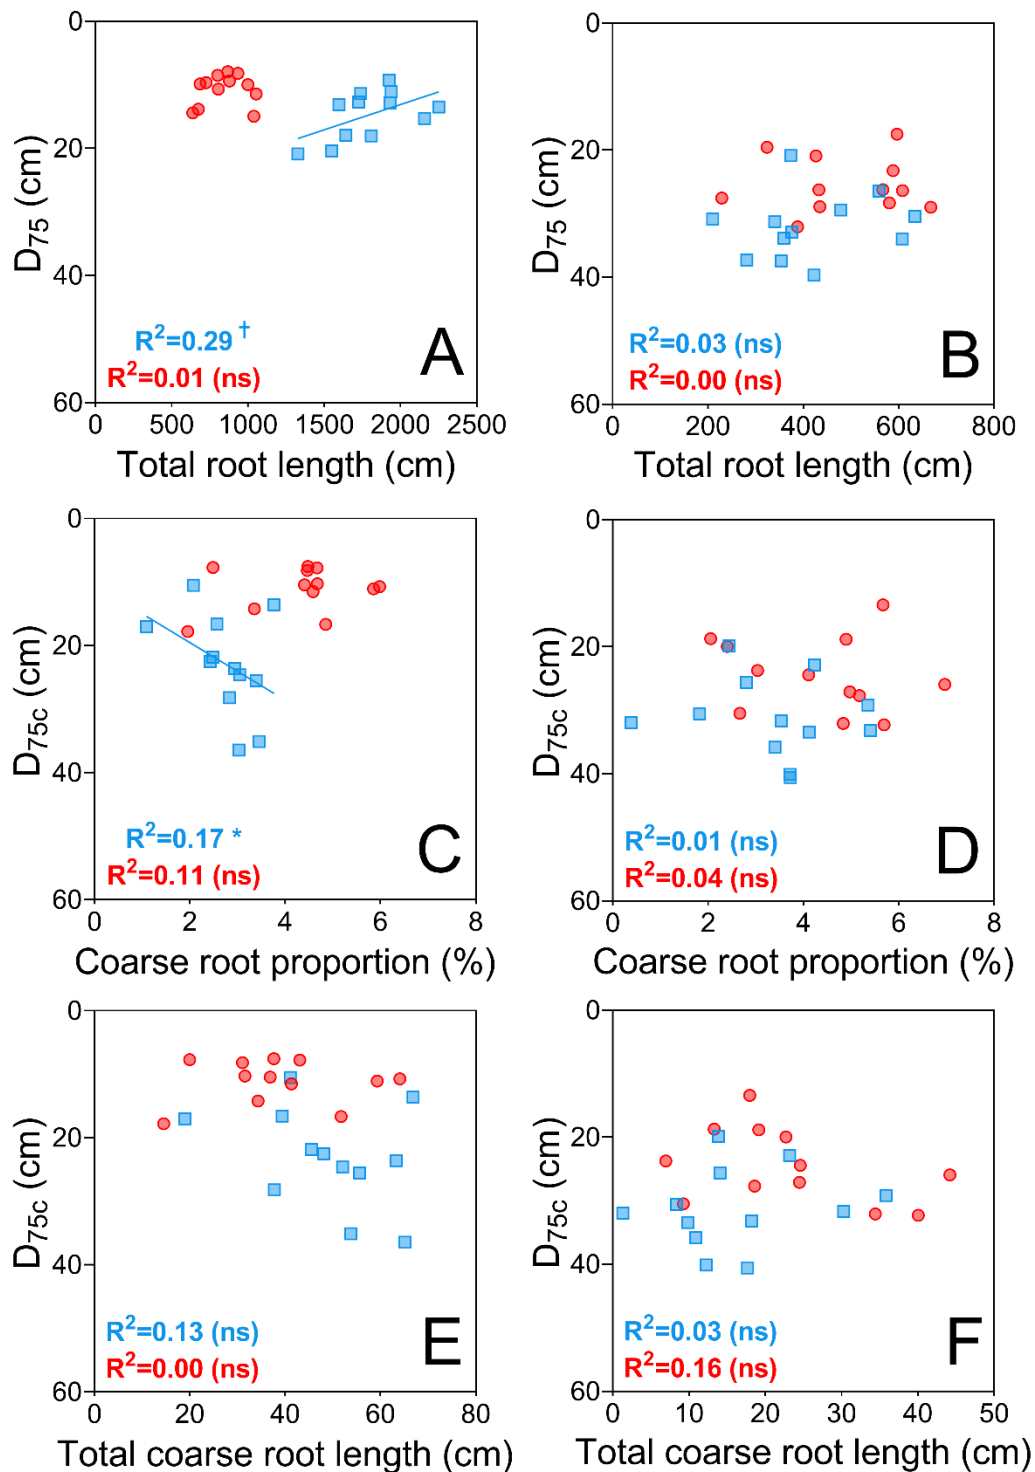 0
20
40
60
D75 (cm)
R2=0.29 †
R2=0.01 (ns)
A
0 500 1000 1500 2000 2500
Total root length (cm)
0
20
40
60
D75 (cm)
R2=0.03 (ns)
R2=0.00 (ns)
B
0 200 400 600 800
Total root length (cm)
0
20
40
60
D75c (cm)
R2=0.17 *
R2=0.11 (ns)
C
0 2 4 6 8
Coarse root proportion (%)
0
20
40
60
D75c (cm)
R2=0.01 (ns)
R2=0.04 (ns)
D
0 2 4 6 8
Coarse root proportion (%)
0
20
40
60
D75c (cm)
R2=0.13 (ns)
R2=0.00 (ns)
E
0 20 40 60 80
Total coarse root length (cm)
0
20
40
60
D75c (cm)
R2=0.03 (ns)
R2=0.16 (ns)
F
0 10 20 30 40 50
Total coarse root length (cm)